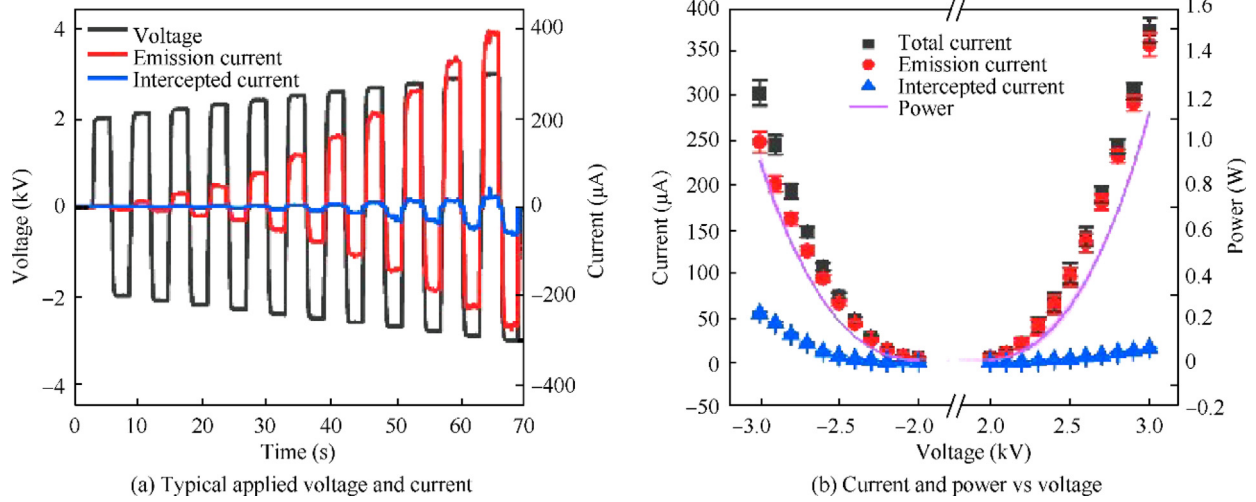 Voltage
Emission current
Intercepted current
4
2
0
−2
−4
Voltage (kV)
400
200
0
−200
−400
Current (μA)
0 10 20 30 40 50 60 70
Time (s)
(a) Typical applied voltage and current
Total current
Emission current
Intercepted current
Power
400
350
300
250
200
150
100
50
0
−50
Current (μA)
1.6
1.4
1.2
1.0
0.8
0.6
0.4
0.2
0
−0.2
Power (W)
−3.0 −2.5 −2.0 2.0 2.5 3.0
Voltage (kV)
(b) Current and power vs voltage